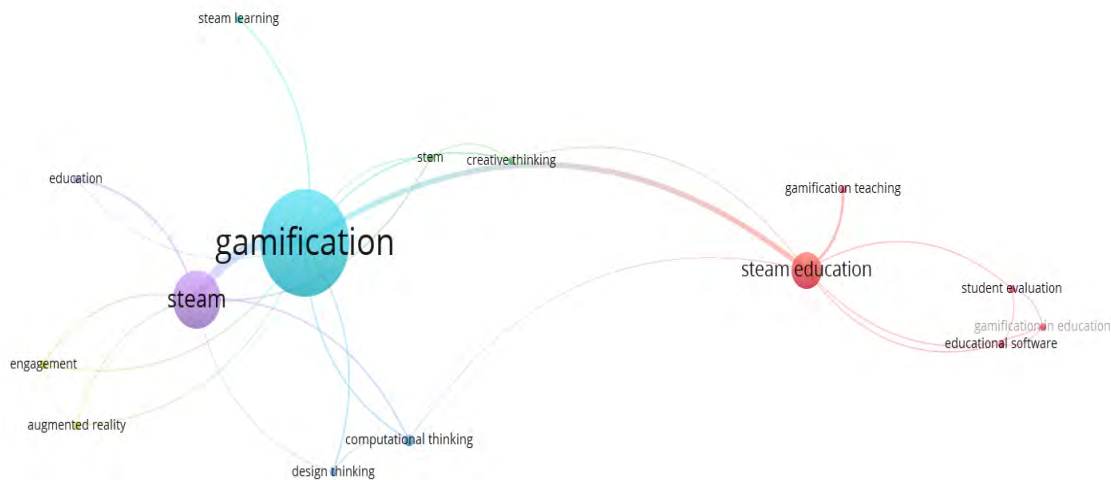 steam learning
stem
creative thinking
education
gamification teaching
gamification
steam education
steam
student evaluation
gamification in education
educational software
engagement
augmented reality
computational thinking
design thinking